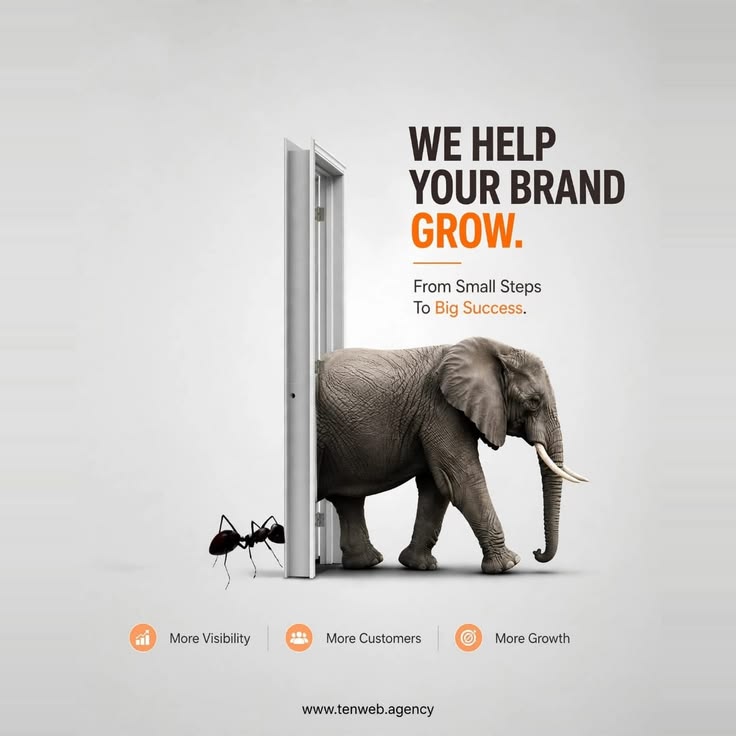 WE HELP
YOUR BRAND
GROW.
From Small Steps
To Big Success.
More Visibility
More Customers
More Growth
www.tenweb.agency